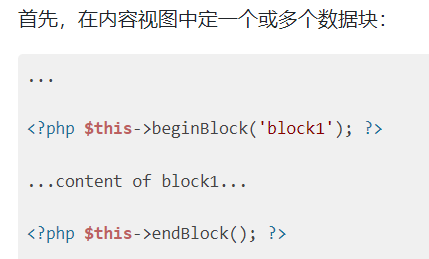 首先，在内容视图中定一个或多个数据块：
...
<?php $this->beginBlock('block1'); ?>
...content of block1...
<?php $this->endBlock(); ?>